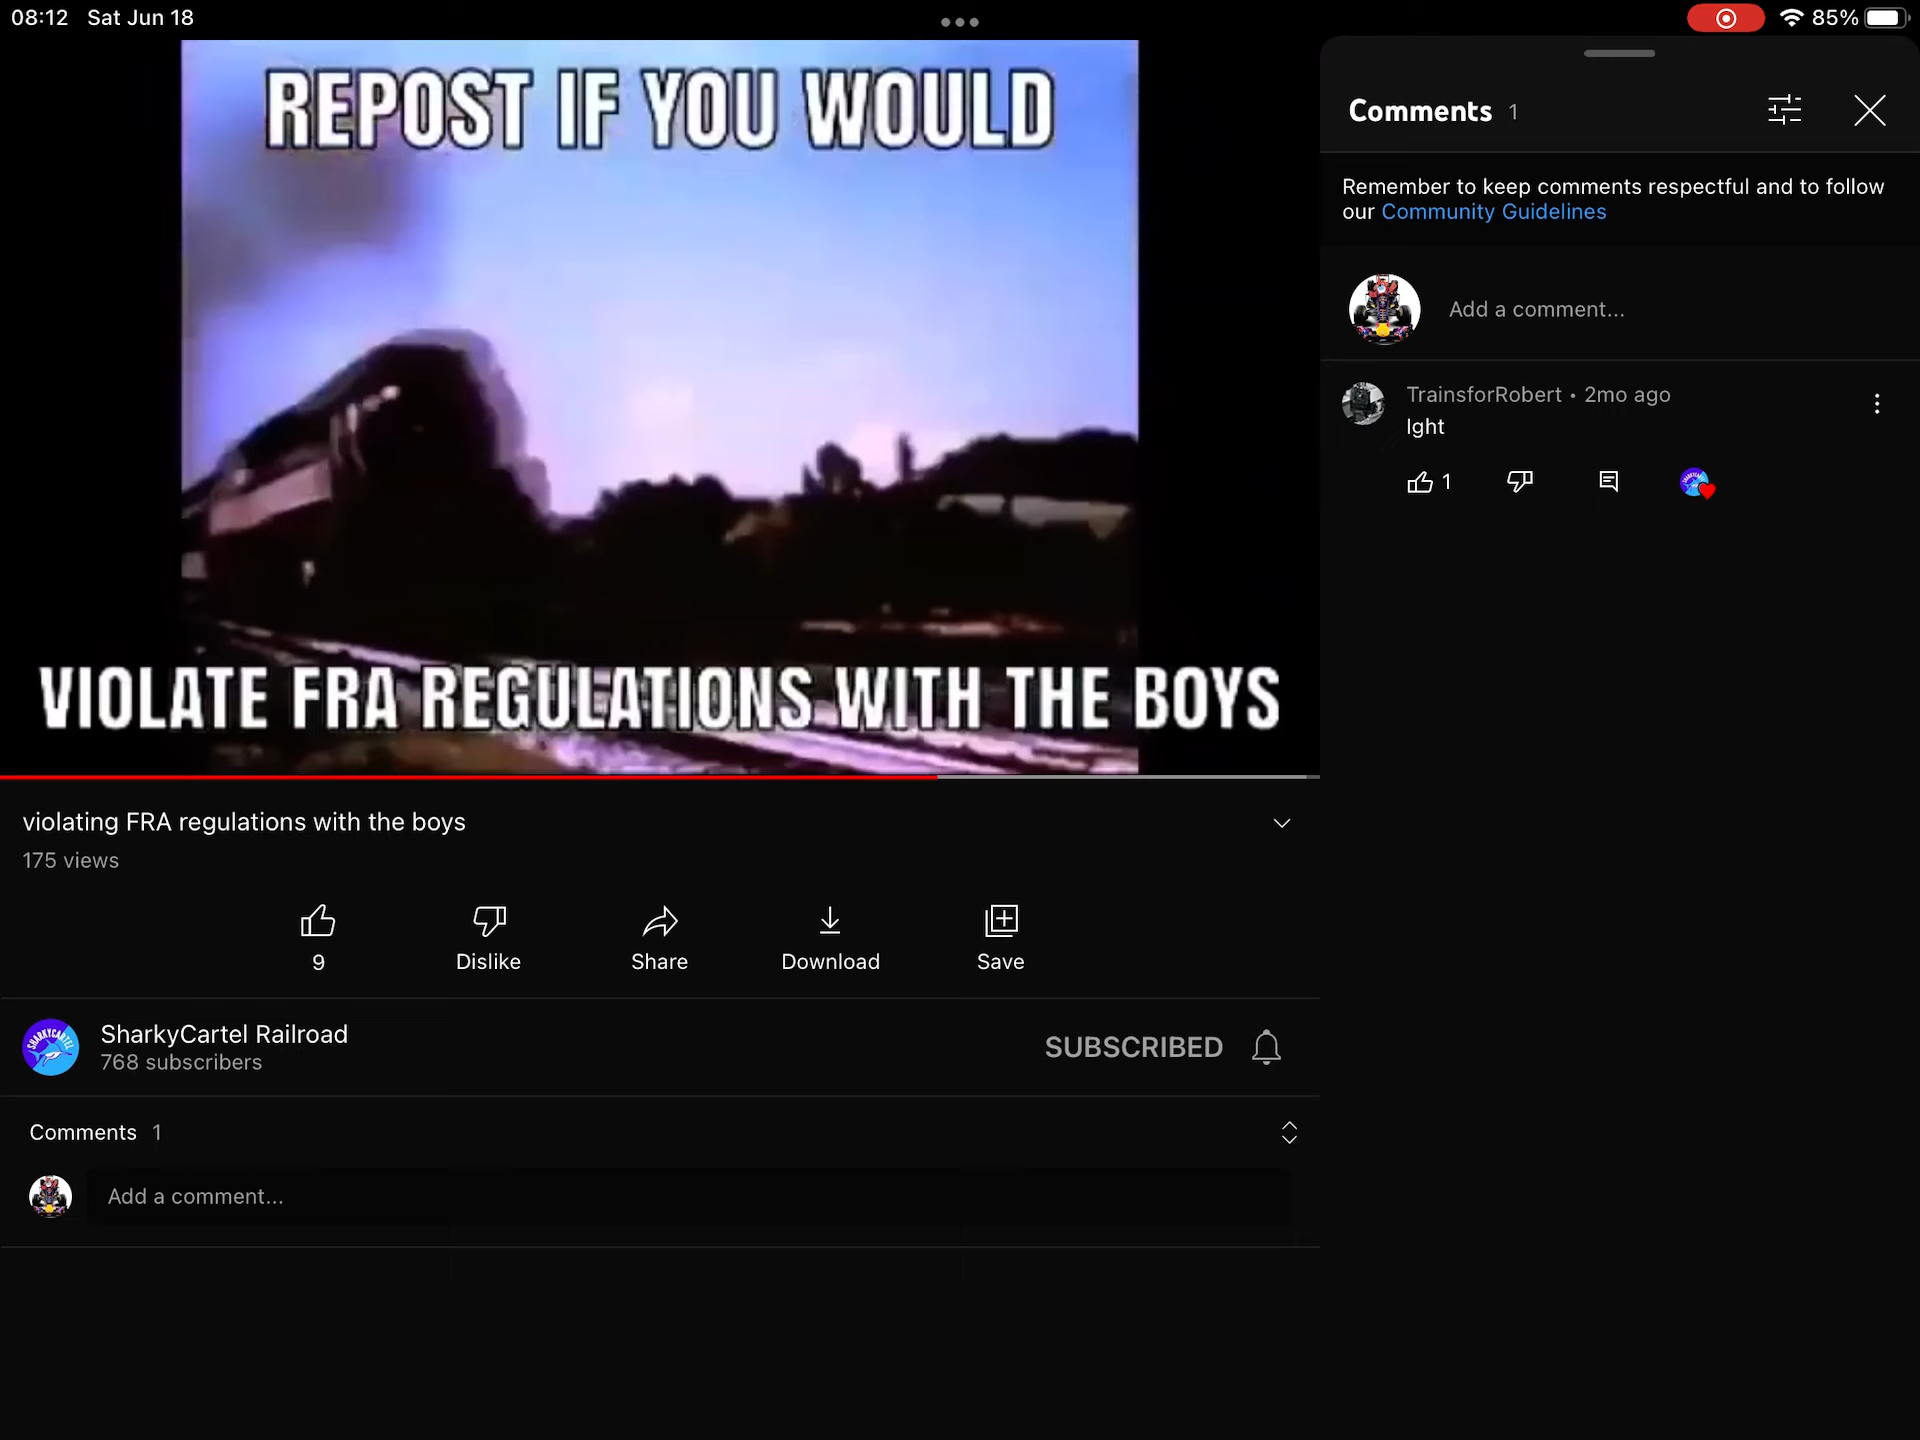 08:12 Sat Jun 18
85%
REPOST IF YOU WOULD
VIOLATE FRA REGULATIONS WITH THE BOYS
violating FRA regulations with the boys
175 views
9
Dislike
Share
Download
Save
SharkyCartel Railroad
768 subscribers
SUBSCRIBED
Comments 1
Add a comment...
Comments 1
Remember to keep comments respectful and to follow
our Community Guidelines
Add a comment...
TrainsforRobert • 2mo ago
Ight
1